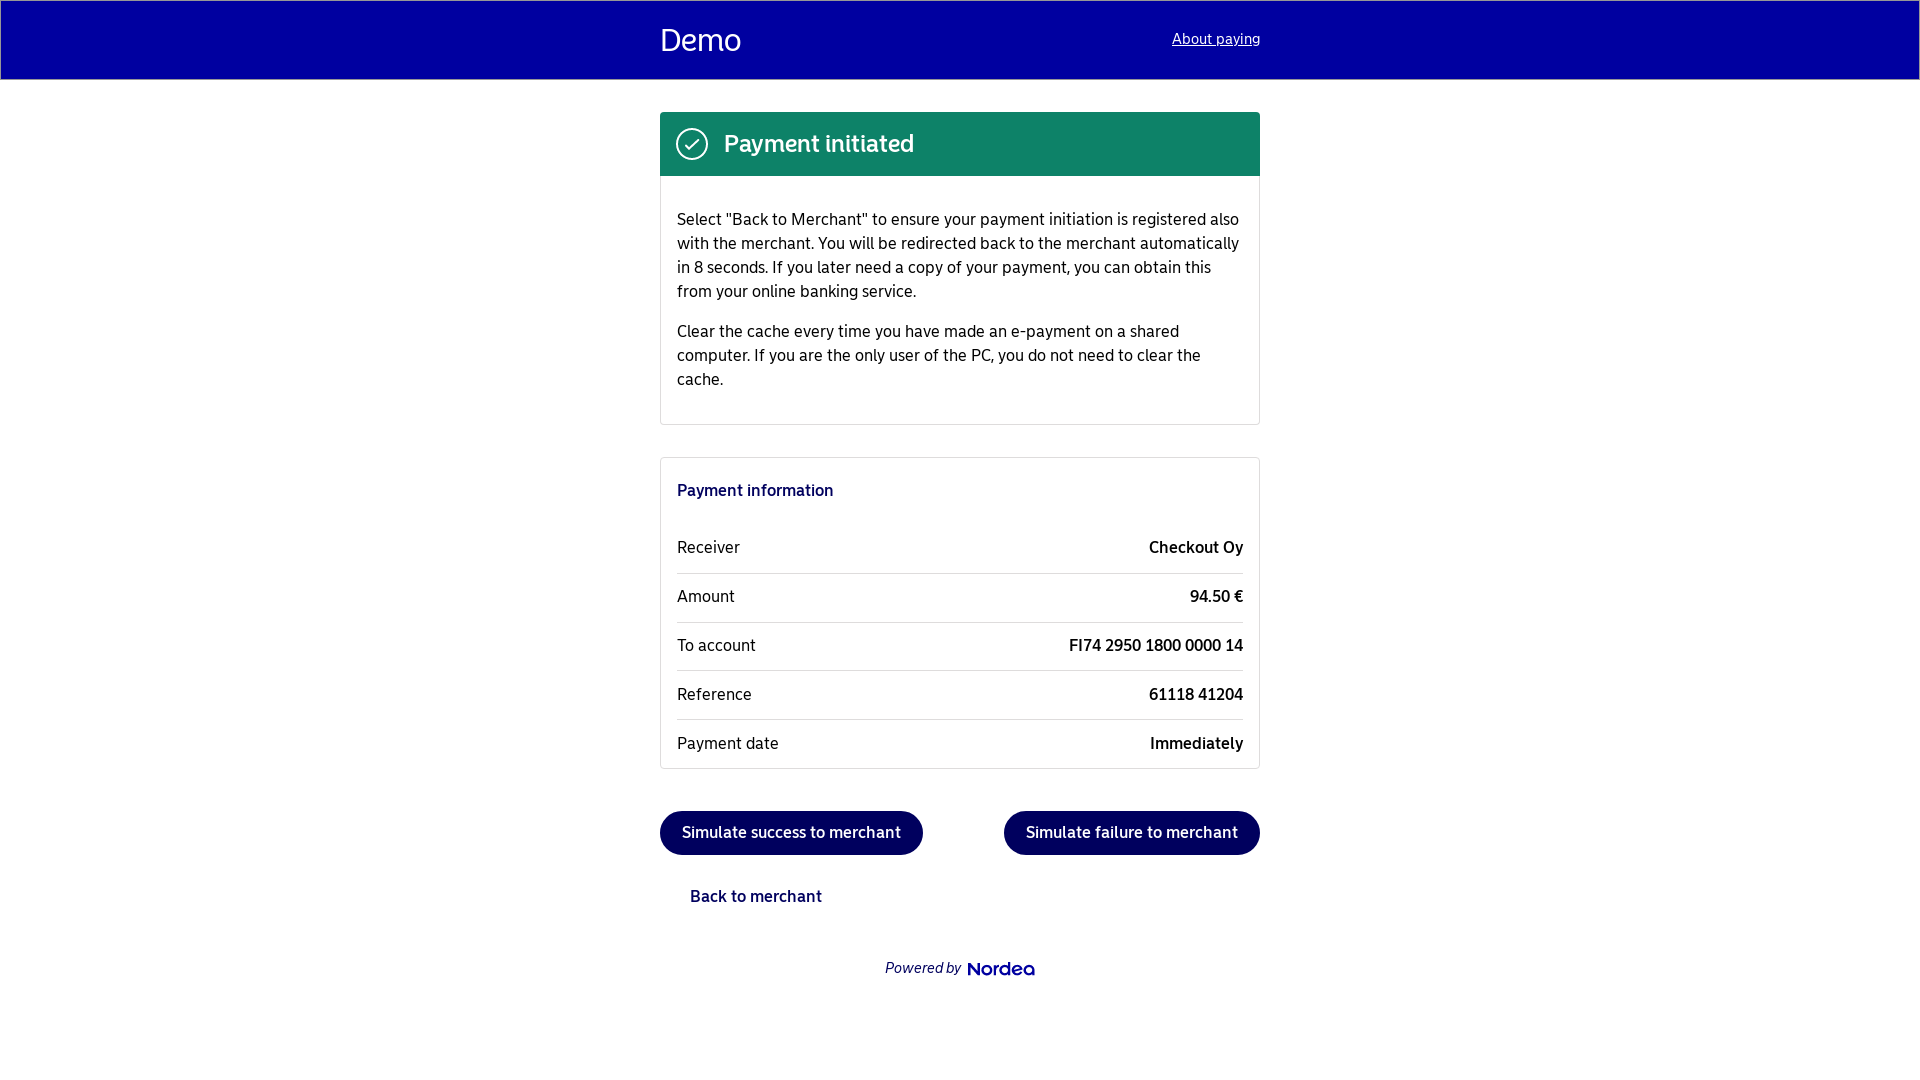 Demo
About paying
Payment initiated
Select "Back to Merchant" to ensure your payment initiation is registered also
with the merchant. You will be redirected back to the merchant automatically
in 8 seconds. If you later need a copy of your payment, you can obtain this
from your online banking service.
Clear the cache every time you have made an e-payment on a shared
computer. If you are the only user of the PC, you do not need to clear the
cache.
Payment information
Receiver Checkout Oy
Amount 94.50 €
To account FI74 2950 1800 0000 14
Reference 61118 41204
Payment date Immediately
Simulate success to merchant Simulate failure to merchant
Back to merchant
Powered by Nordea